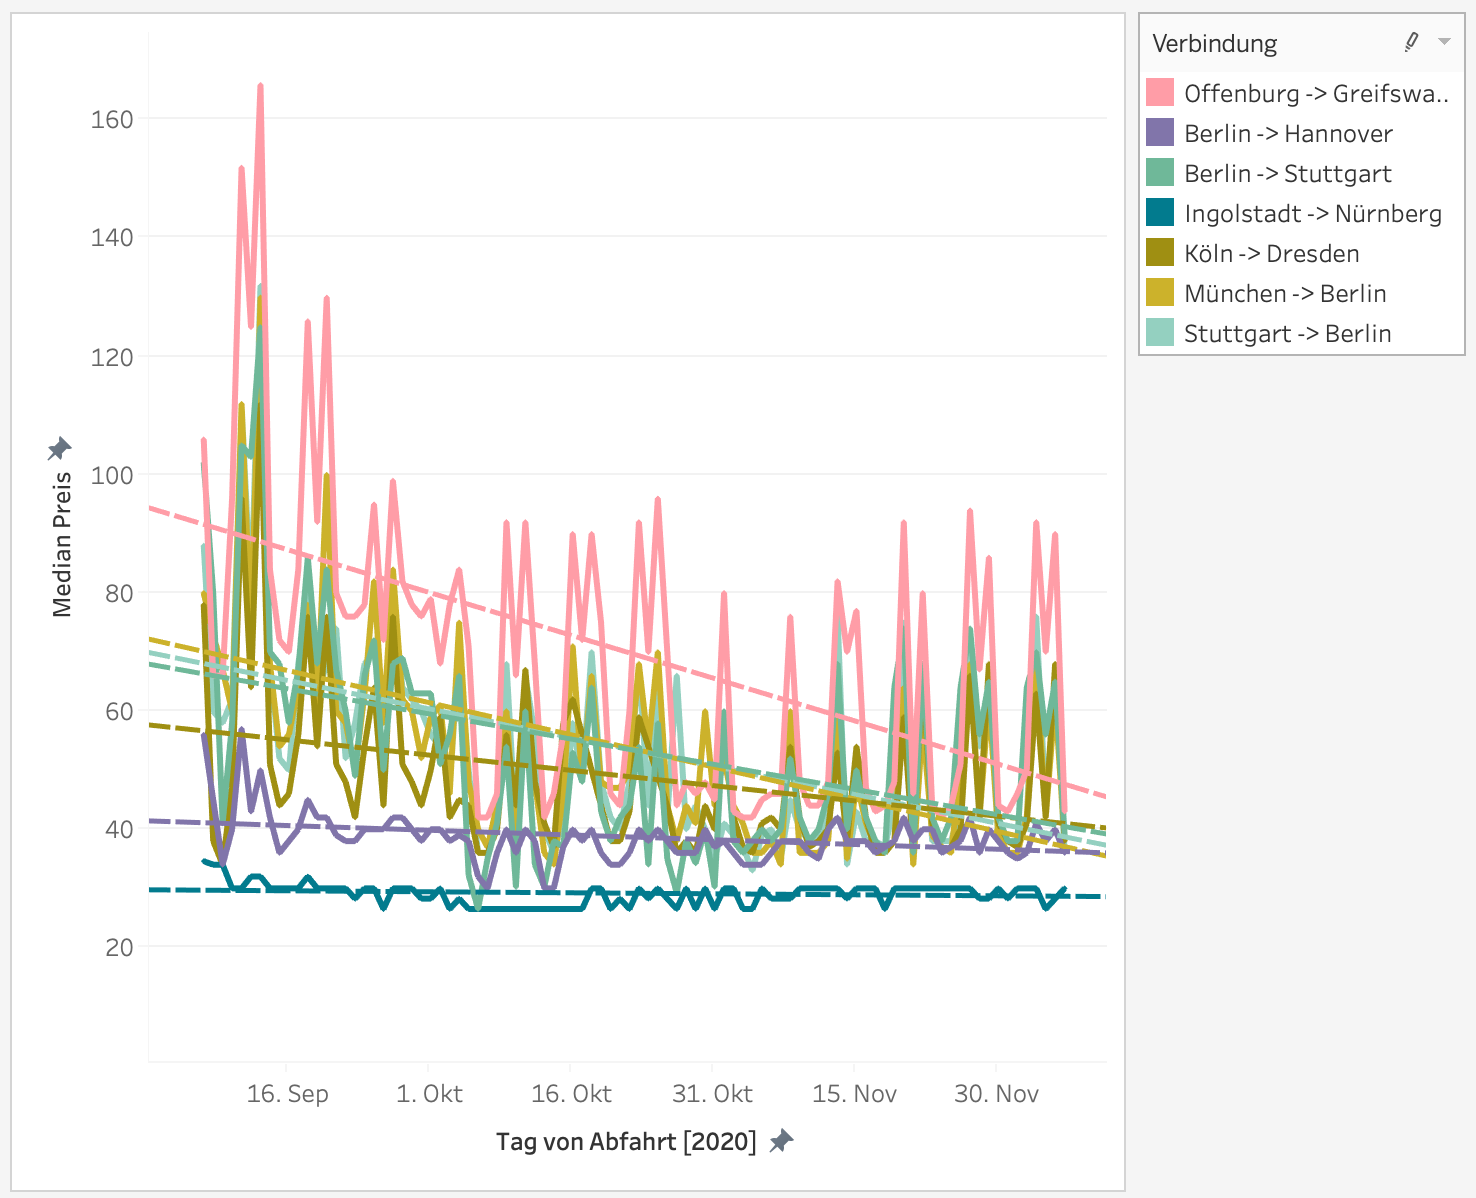 Verbindung
Offenburg -> Greifswa..
Berlin -> Hannover
Berlin -> Stuttgart
Ingolstadt -> Nürnberg
Köln -> Dresden
München -> Berlin
Stuttgart -> Berlin
Median Preis
160
140
120
100
80
60
40
20
16. Sep
1. Okt
16. Okt
31. Okt
15. Nov
30. Nov
Tag von Abfahrt [2020]